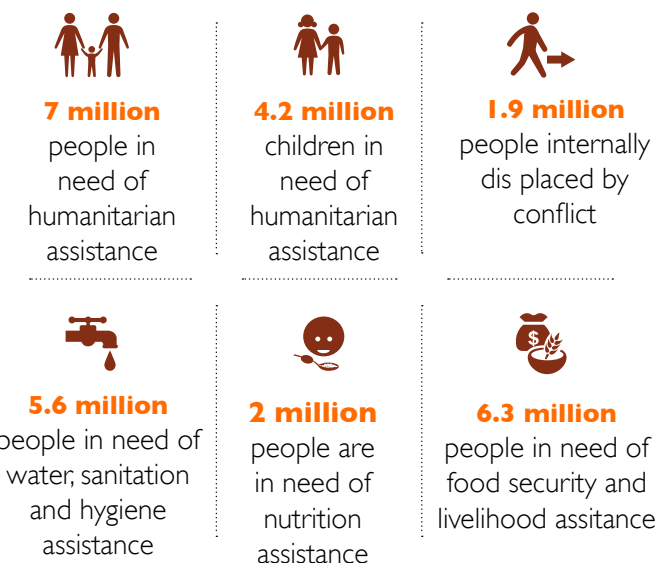 7 million
people in
need of
humanitarian
assistance
4.2 million
children in
need of
humanitarian
assistance
1.9 million
people internally
dis placed by
conflict
5.6 million
people in need of
water, sanitation
and hygiene
assistance
2 million
people are
in need of
nutrition
assistance
$
6.3 million
people in need of
food security and
livelihood assitance